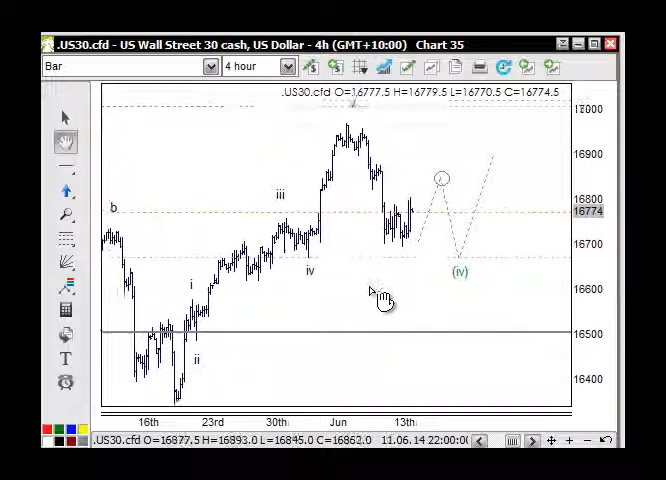 .US30.cfd - US Wall Street 30 cash, US Dollar - 4h (GMT+10:00) Chart 35
Bar 4 hour
.US30.cfd O=16777.5 H=16779.5 L=16770.5 C=16774.5
17000
16900
16800
16774
16700
16600
16500
16400
b
iii
iv
(iv)
i
ii
T
16th 23rd 30th Jun 13th
.US30.cfd O=16877.5 H=16893.0 L=16845.0 C=16862.0 11.06.14 22:00:00